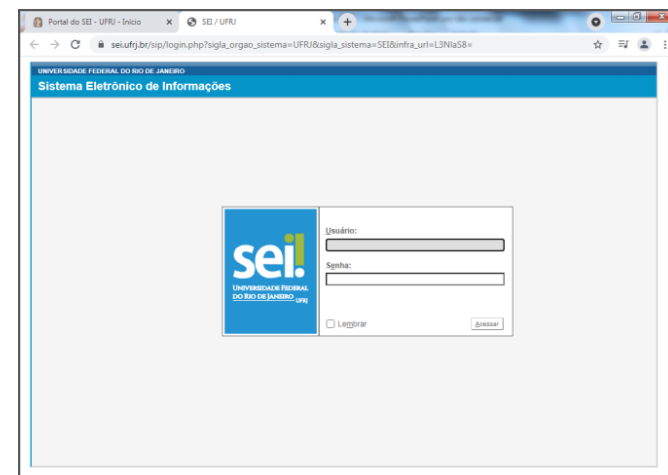 Portal do SEI - UFRJ - Início
SEI / UFRJ
sei.ufrj.br/sip/login.php?sigla_orgao_sistema=UFRJ&sigla_sistema=SEI&infra_url=L3NlaS8=
UNIVERSIDADE FEDERAL DO RIO DE JANEIRO
Sistema Eletrônico de Informações
sei!
UNIVERSIDADE FEDERAL
DO RIO DE JANEIRO UFRJ
Usuário:
Senha:
Lembrar
Acessar